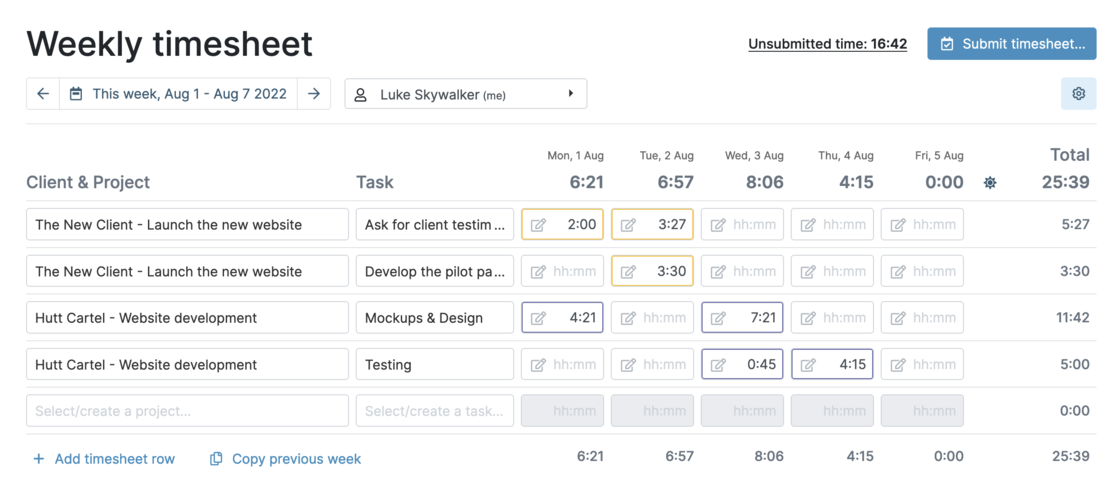 Weekly timesheet
Unsubmitted time: 16:42
Submit timesheet...
This week, Aug 1 - Aug 7 2022
Luke Skywalker (me)
Mon, 1 Aug Tue, 2 Aug Wed, 3 Aug Thu, 4 Aug Fri, 5 Aug Total
Client & Project Task 6:21 6:57 8:06 4:15 0:00 25:39
The New Client - Launch the new website Ask for client testim ... 2:00 3:27 hh:mm hh:mm hh:mm 5:27
The New Client - Launch the new website Develop the pilot pa... hh:mm 3:30 hh:mm hh:mm hh:mm 3:30
Hutt Cartel - Website development Mockups & Design 4:21 hh:mm 7:21 hh:mm hh:mm 11:42
Hutt Cartel - Website development Testing hh:mm hh:mm 0:45 4:15 hh:mm 5:00
Select/create a project... Select/create a task... hh:mm hh:mm hh:mm hh:mm hh:mm 0:00
+ Add timesheet row Copy previous week 6:21 6:57 8:06 4:15 0:00 25:39